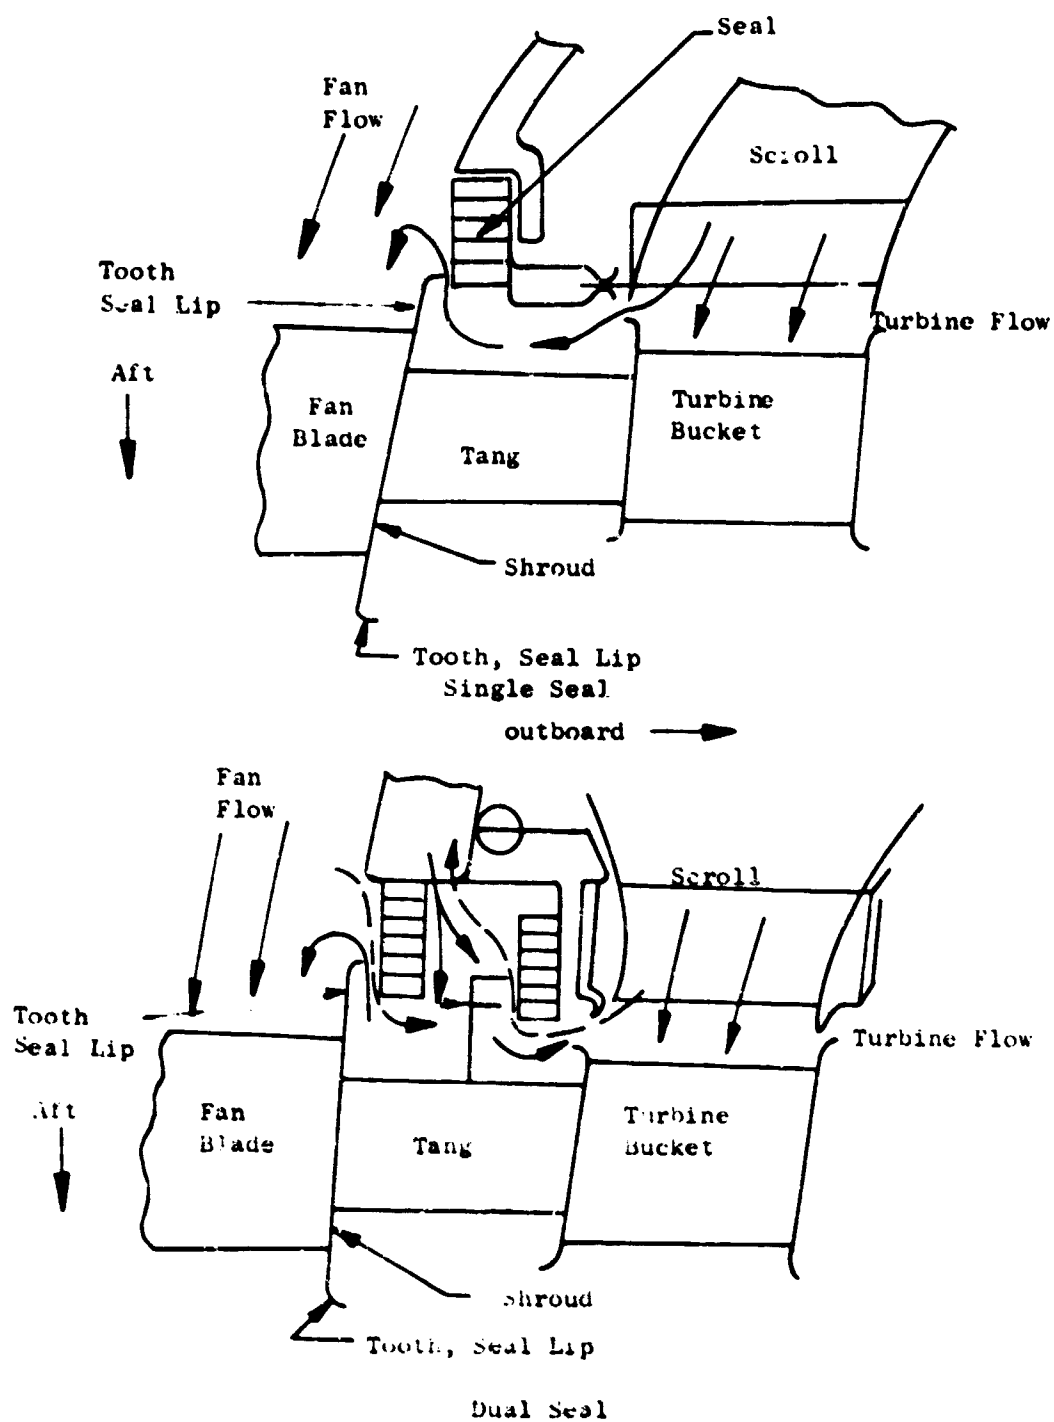 Seal
Fan
Flow
Scroll
Tooth
Seal Lip
Turbine Flow
Aft
Fan
Blade
Turbine
Bucket
Tang
Shroud
Tooth, Seal Lip
Single Seal
outboard
Fan
Flow
Scroll
Tooth
Seal Lip
Turbine Flow
Aft
Fan
Blade
Tang
Turbine
Bucket
Shroud
Tooth, Seal Lip
Dual Seal